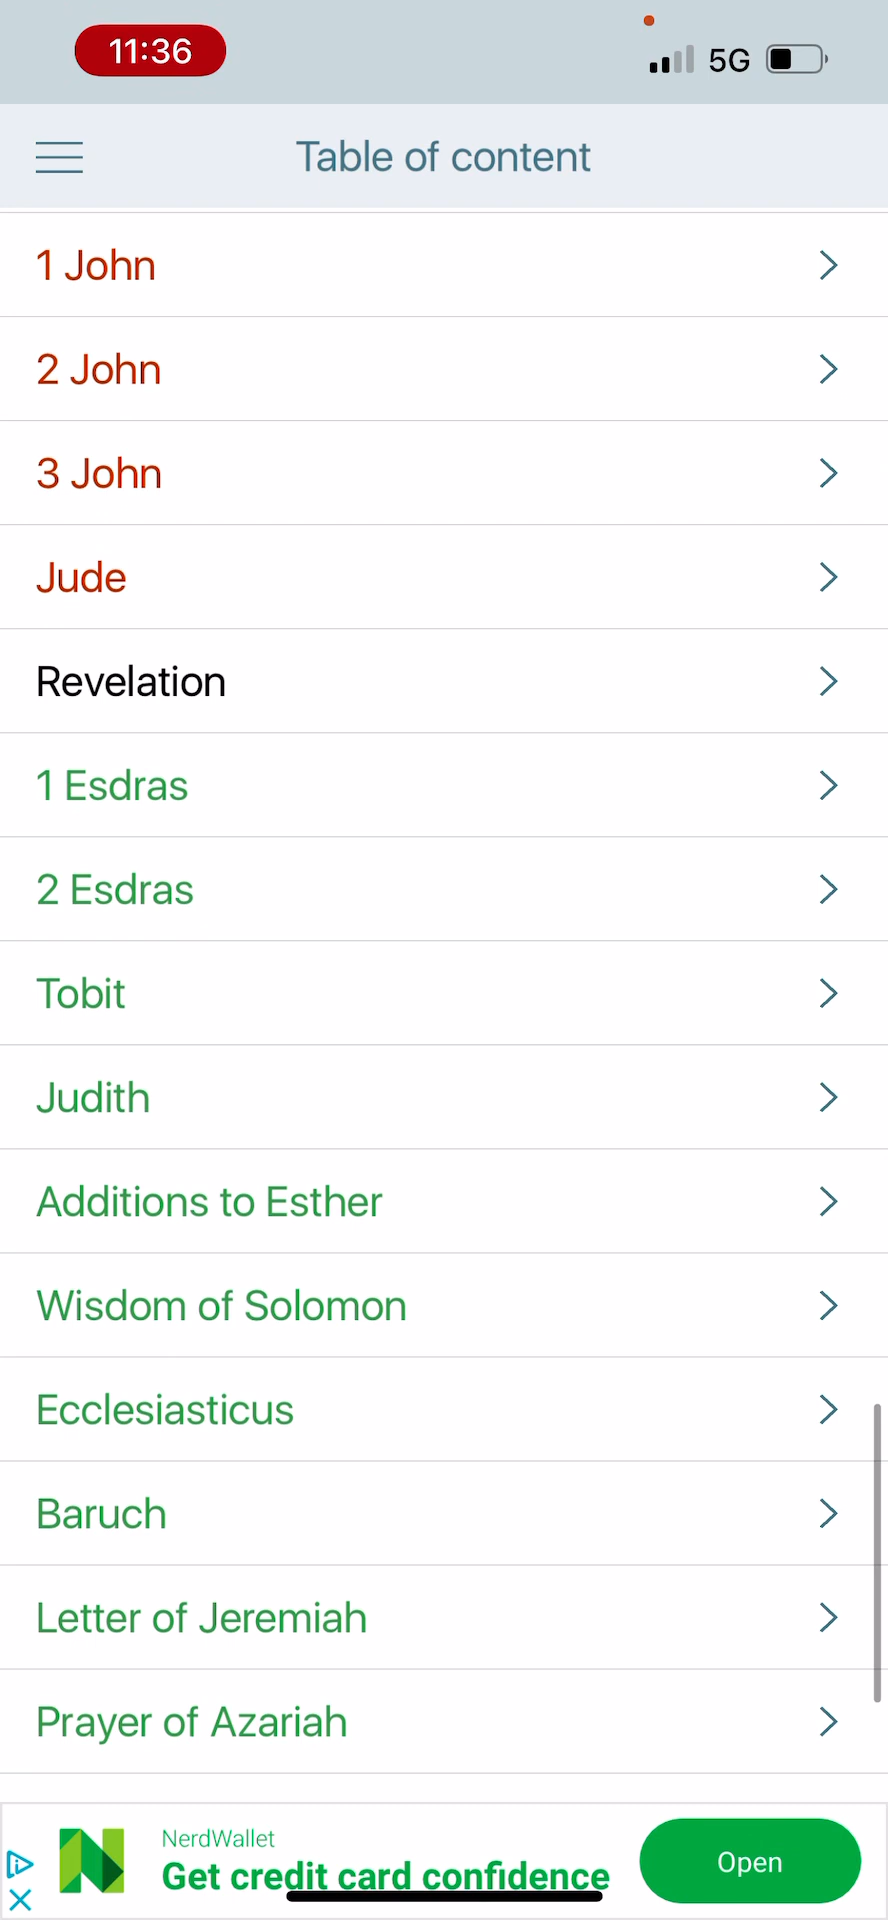 11:36
5G
Table of content
1 John
2 John
3 John
Jude
Revelation
1 Esdras
2 Esdras
Tobit
Judith
Additions to Esther
Wisdom of Solomon
Ecclesiasticus
Baruch
Letter of Jeremiah
Prayer of Azariah
NerdWallet
Get credit card confidence
Open